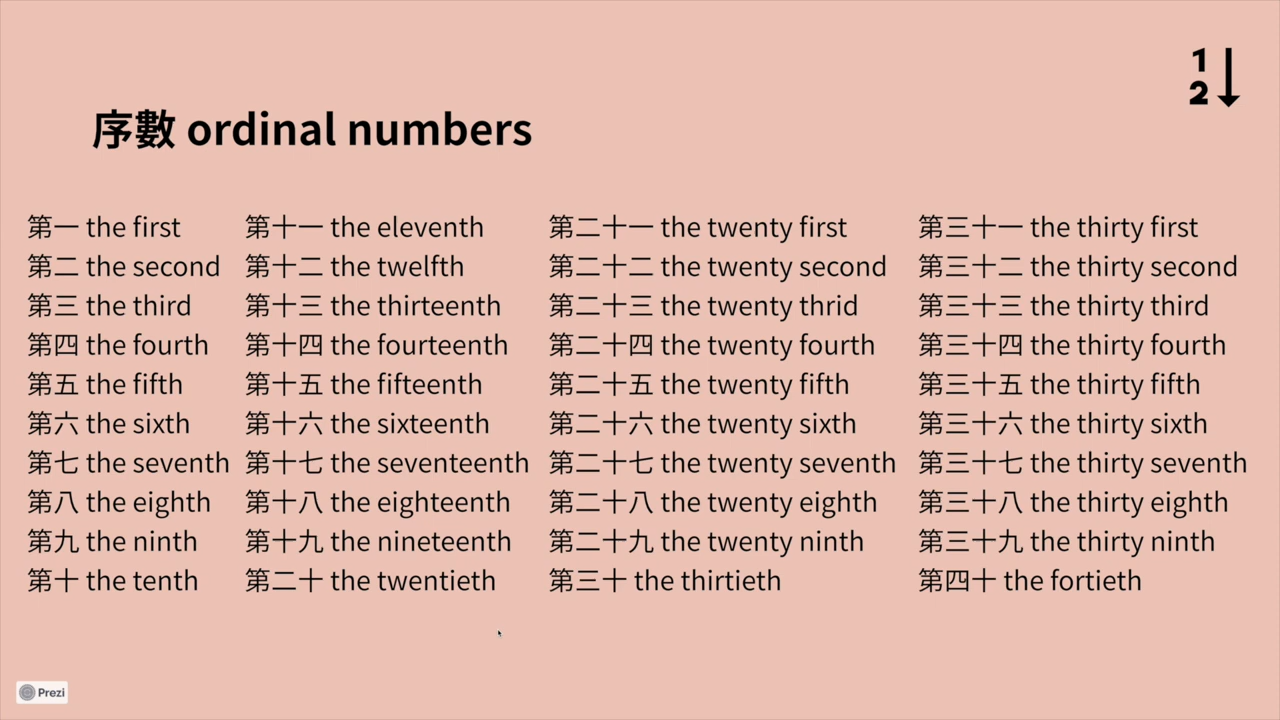 1
2
序數 ordinal numbers
第一 the first
第二 the second
第三 the third
第四 the fourth
第五 the fifth
第六 the sixth
第七 the seventh
第八 the eighth
第九 the ninth
第十 the tenth
第十一 the eleventh
第十二 the twelfth
第十三 the thirteenth
第十四 the fourteenth
第十五 the fifteenth
第十六 the sixteenth
第十七 the seventeenth
第十八 the eighteenth
第十九 the nineteenth
第二十 the twentieth
第二十一 the twenty first
第二十二 the twenty second
第二十三 the twenty thrid
第二十四 the twenty fourth
第二十五 the twenty fifth
第二十六 the twenty sixth
第二十七 the twenty seventh
第二十八 the twenty eighth
第二十九 the twenty ninth
第三十 the thirtieth
第三十一 the thirty first
第三十二 the thirty second
第三十三 the thirty third
第三十四 the thirty fourth
第三十五 the thirty fifth
第三十六 the thirty sixth
第三十七 the thirty seventh
第三十八 the thirty eighth
第三十九 the thirty ninth
第四十 the fortieth
Prezi